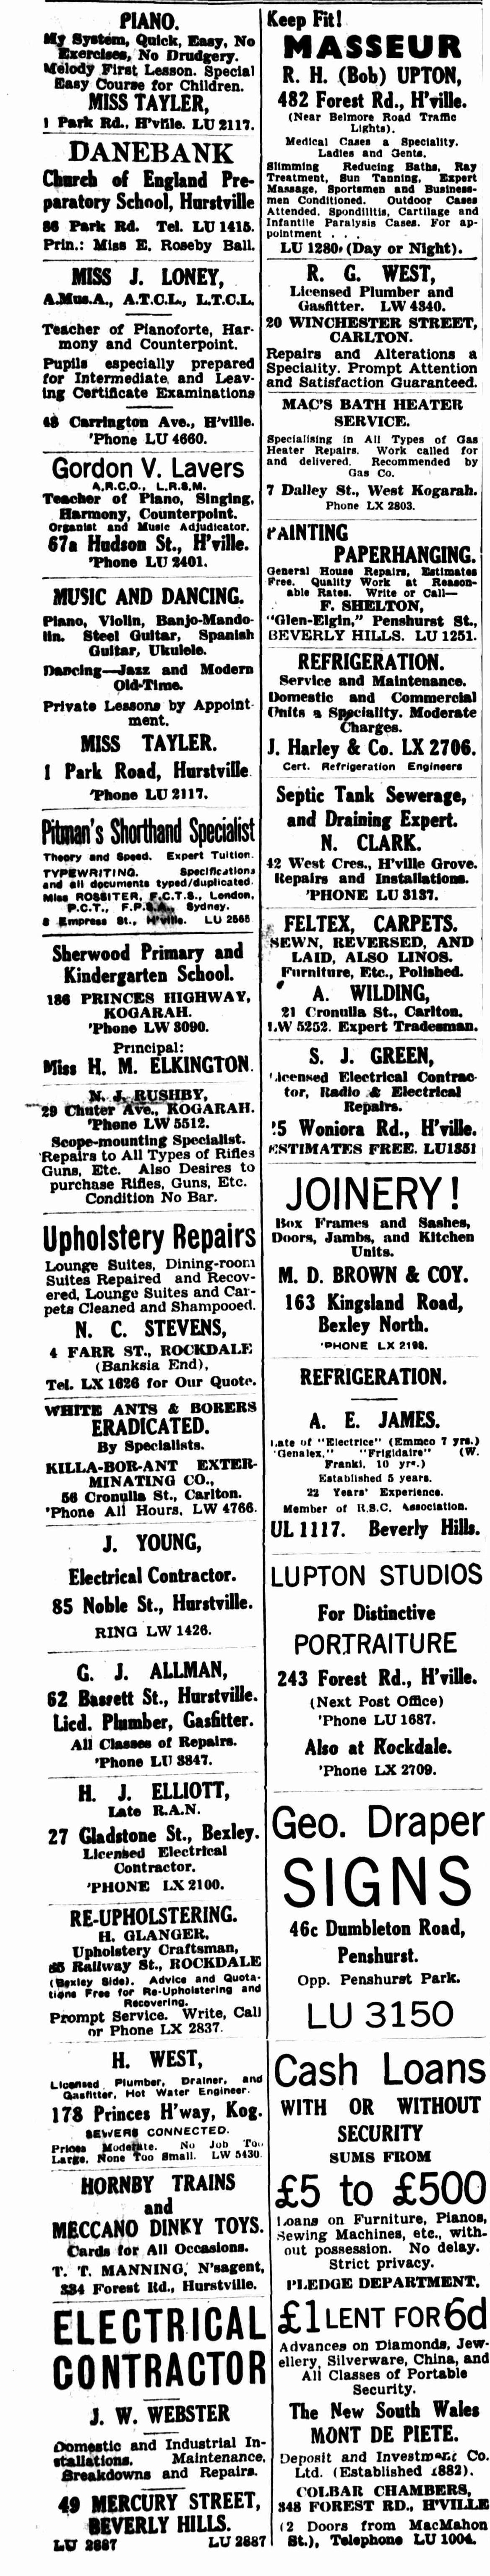 PIANO.
My System, Quick, Easy, No
Exercises, No Drudgery.
Melody First Lesson. Special
Easy Course for Children.
MISS TAYLER,
1 Park Rd., H'ville. LU 2117.
DANEBANK
Church of England Pre-
paratory School, Hurstville
86 Park Rd. Tel. LU 1415.
Prin.: Miss E. Roseby Ball.
MISS J. LONEY,
A.Mus.A., A.T.C.L., L.T.C.L.
Teacher of Pianoforte, Har-
mony and Counterpoint.
Pupils especially prepared
for Intermediate and Leav-
ing Certificate Examinations
48 Carrington Ave., H'ville.
'Phone LU 4660.
Gordon V. Lavers
A.R.C.O., L.R.S.M.
Teacher of Piano, Singing,
Harmony, Counterpoint.
Organist and Music Adjudicator.
67a Hudson St., H'ville.
'Phone LU 2401.
MUSIC AND DANCING.
Piano, Violin, Banjo-Mando-
lin. Steel Guitar, Spanish
Guitar, Ukulele.
Dancing—Jazz and Modern
Old-Time.
Private Lessons by Appoint-
ment.
MISS TAYLER.
1 Park Road, Hurstville
'Phone LU 2117.
Pitman's Shorthand Specialist
Theory and Speed. Expert Tuition.
TYPEWRITING. Specifications
and all documents typed/duplicated.
Miss ROSSITER, F.C.T.S., London,
P.C.T., F.P.S.A., Sydney.
8 Empress St., H'ville. LU 2565
Sherwood Primary and
Kindergarten School.
186 PRINCES HIGHWAY,
KOGARAH.
'Phone LW 3090.
Principal:
Miss H. M. ELKINGTON.
N. J. RUSHBY,
29 Chuter Ave., KOGARAH.
'Phone LW 5512.
Scope-mounting Specialist.
Repairs to All Types of Rifles
Guns, Etc. Also Desires to
purchase Rifles, Guns, Etc.
Condition No Bar.
Upholstery Repairs
Lounge Suites, Dining-room
Suites Repaired and Recov-
ered, Lounge Suites and Car-
pets Cleaned and Shampooed.
N. C. STEVENS,
4 FARR ST., ROCKDALE
(Banksia End),
Tel. LX 1626 for Our Quote.
WHITE ANTS & BORERS
ERADICATED.
By Specialists.
KILLA-BOR-ANT EXTER-
MINATING CO.,
56 Cronulla St., Carlton.
'Phone All Hours, LW 4766.
J. YOUNG,
Electrical Contractor.
85 Noble St., Hurstville.
RING LW 1426.
G. J. ALLMAN,
62 Bassett St., Hurstville.
Licd. Plumber, Gasfitter.
All Classes of Repairs.
'Phone LU 3847.
H. J. ELLIOTT,
Late R.A.N.
27 Gladstone St., Bexley.
Licensed Electrical
Contractor.
'PHONE LX 2100.
RE-UPHOLSTERING.
H. GLANGER,
Upholstery Craftsman,
85 Railway St., ROCKDALE
(Bexley Side). Advice and Quota-
tions Free for Re-Upholstering and
Recovering.
Prompt Service. Write, Call
or Phone LX 2837.
H. WEST,
Licensed Plumber, Drainer, and
Gasfitter, Hot Water Engineer.
178 Princes H'way, Kog.
SEWERS CONNECTED.
Prices Moderate. No Job Too
Large, None Too Small. LW 5430.
HORNBY TRAINS
and
MECCANO DINKY TOYS.
Cards for All Occasions.
T. T. MANNING, N'sagent,
334 Forest Rd., Hurstville.
ELECTRICAL
CONTRACTOR
J. W. WEBSTER
Domestic and Industrial In-
stallations. Maintenance,
Breakdowns and Repairs.
49 MERCURY STREET,
BEVERLY HILLS.
LU 2887 LU 2887
Keep Fit!
MASSEUR
R. H. (Bob) UPTON,
482 Forest Rd., H'ville.
(Near Belmore Road Traffic
Lights).
Medical Cases a Speciality.
Ladies and Gents.
Slimming Reducing Baths, Ray
Treatment, Sun Tanning, Expert
Massage, Sportsmen and Business-
men Conditioned. Outdoor Cases
Attended. Spondilitis, Cartilage and
Infantile Paralysis Cases. For ap-
pointment . . .
LU 1280 (Day or Night).
R. G. WEST,
Licensed Plumber and
Gasfitter. LW 4340.
20 WINCHESTER STREET,
CARLTON.
Repairs and Alterations a
Speciality. Prompt Attention
and Satisfaction Guaranteed.
MAC'S BATH HEATER
SERVICE.
Specialising in All Types of Gas
Heater Repairs. Work called for
and delivered. Recommended by
Gas Co.
7 Dalley St., West Kogarah.
Phone LX 2803.
PAINTING
PAPERHANGING.
General House Repairs, Estimates
Free. Quality Work at Reason-
able Rates. Write or Call—
F. SHELTON,
"Glen-Elgin," Penshurst St.,
BEVERLY HILLS. LU 1251.
REFRIGERATION.
Service and Maintenance.
Domestic and Commercial
Units a Speciality. Moderate
Charges.
J. Harley & Co. LX 2706.
Cert. Refrigeration Engineers
Septic Tank Sewerage,
and Draining Expert.
N. CLARK.
42 West Cres., H'ville Grove.
Repairs and Installations.
'PHONE LU 3137.
FELTEX, CARPETS.
SEWN, REVERSED, AND
LAID, ALSO LINOS.
Furniture, Etc., Polished.
A. WILDING,
21 Cronulla St., Carlton.
LW 5252. Expert Tradesman.
S. J. GREEN,
Licensed Electrical Contrac-
tor, Radio & Electrical
Repairs.
5 Woniora Rd., H'ville.
ESTIMATES FREE. LU1351
JOINERY!
Box Frames and Sashes,
Doors, Jambs, and Kitchen
Units.
M. D. BROWN & COY.
163 Kingsland Road,
Bexley North.
'PHONE LX 2198.
REFRIGERATION.
A. E. JAMES.
Late of "Electrice" (Emmco 7 yrs.)
"Genalex," "Frigidaire" (W.
Franki, 10 yrs.)
Established 5 years.
22 Years' Experience.
Member of R.S.C. Association.
UL 1117. Beverly Hills.
LUPTON STUDIOS
For Distinctive
PORTRAITURE
243 Forest Rd., H'ville.
(Next Post Office)
'Phone LU 1687.
Also at Rockdale.
'Phone LX 2709.
Geo. Draper
SIGNS
46c Dumbleton Road,
Penshurst.
Opp. Penshurst Park.
LU 3150
Cash Loans
WITH OR WITHOUT
SECURITY
SUMS FROM
£5 to £500
Loans on Furniture, Pianos,
Sewing Machines, etc., with-
out possession. No delay.
Strict privacy.
PLEDGE DEPARTMENT.
£1 LENT FOR 6d
Advances on Diamonds, Jew-
ellery, Silverware, China, and
All Classes of Portable
Security.
The New South Wales
MONT DE PIETE.
Deposit and Investment Co.
Ltd. (Established 1882).
COLBAR CHAMBERS,
348 FOREST RD., H'VILLE
(2 Doors from MacMahon
St.), Telephone LU 1004.